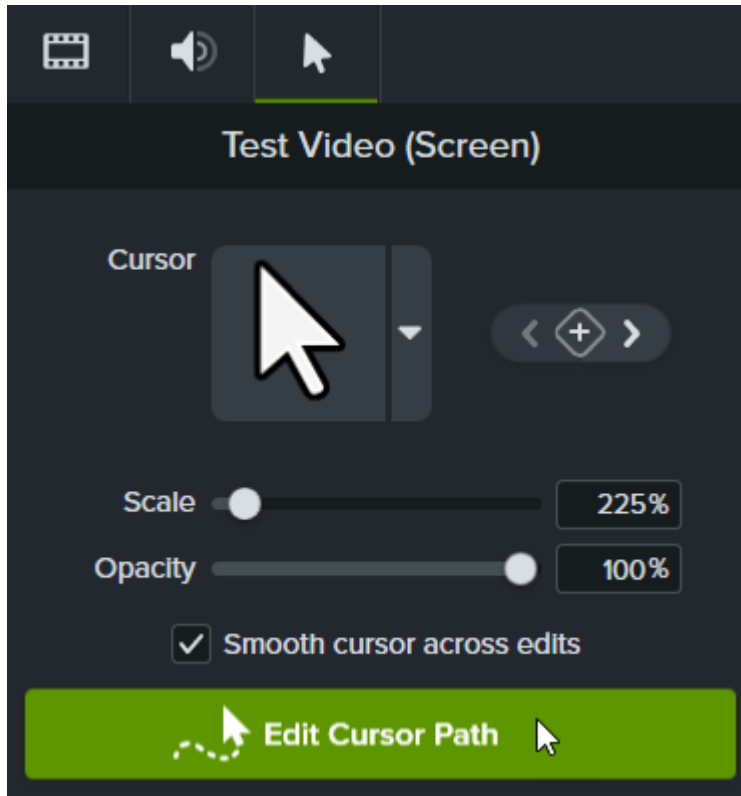 Test Video (Screen)
Cursor
Scale 225%
Opacity 100%
Smooth cursor across edits
Edit Cursor Path